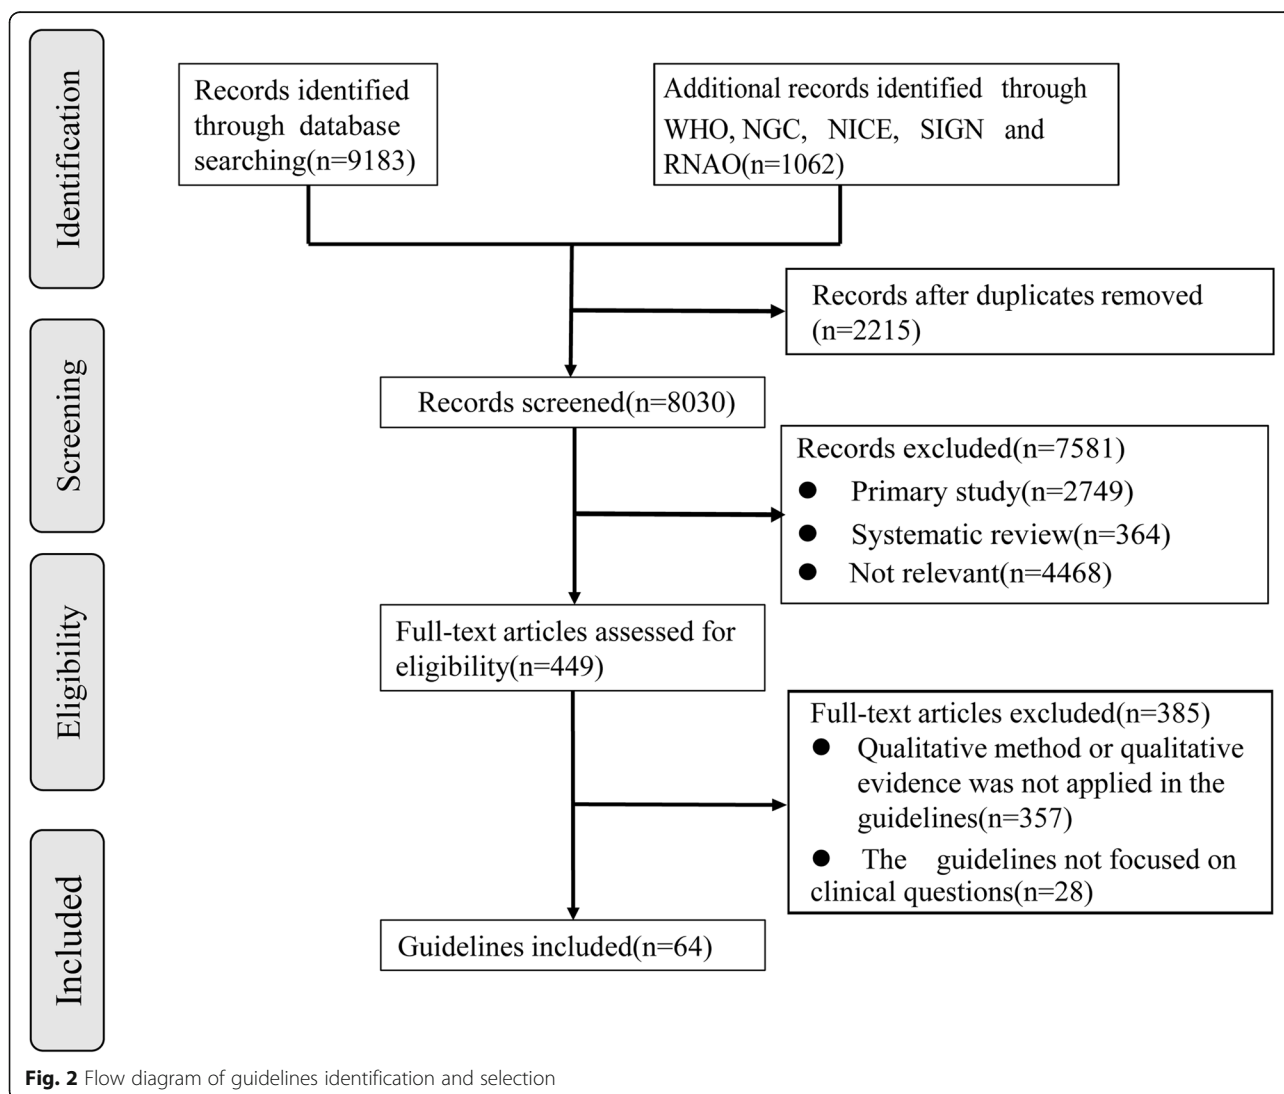 Identification
Records identified
through database
searching(n=9183)
Additional records identified through
WHO, NGC, NICE, SIGN and
RNAO(n=1062)
Records after duplicates removed
(n=2215)
Screening
Records screened(n=8030)
Records excluded(n=7581)
● Primary study(n=2749)
● Systematic review(n=364)
● Not relevant(n=4468)
Eligibility
Full-text articles assessed for
eligibility(n=449)
Full-text articles excluded(n=385)
● Qualitative method or qualitative
evidence was not applied in the
guidelines(n=357)
● The guidelines not focused on
clinical questions(n=28)
Included
Guidelines included(n=64)
Fig. 2 Flow diagram of guidelines identification and selection